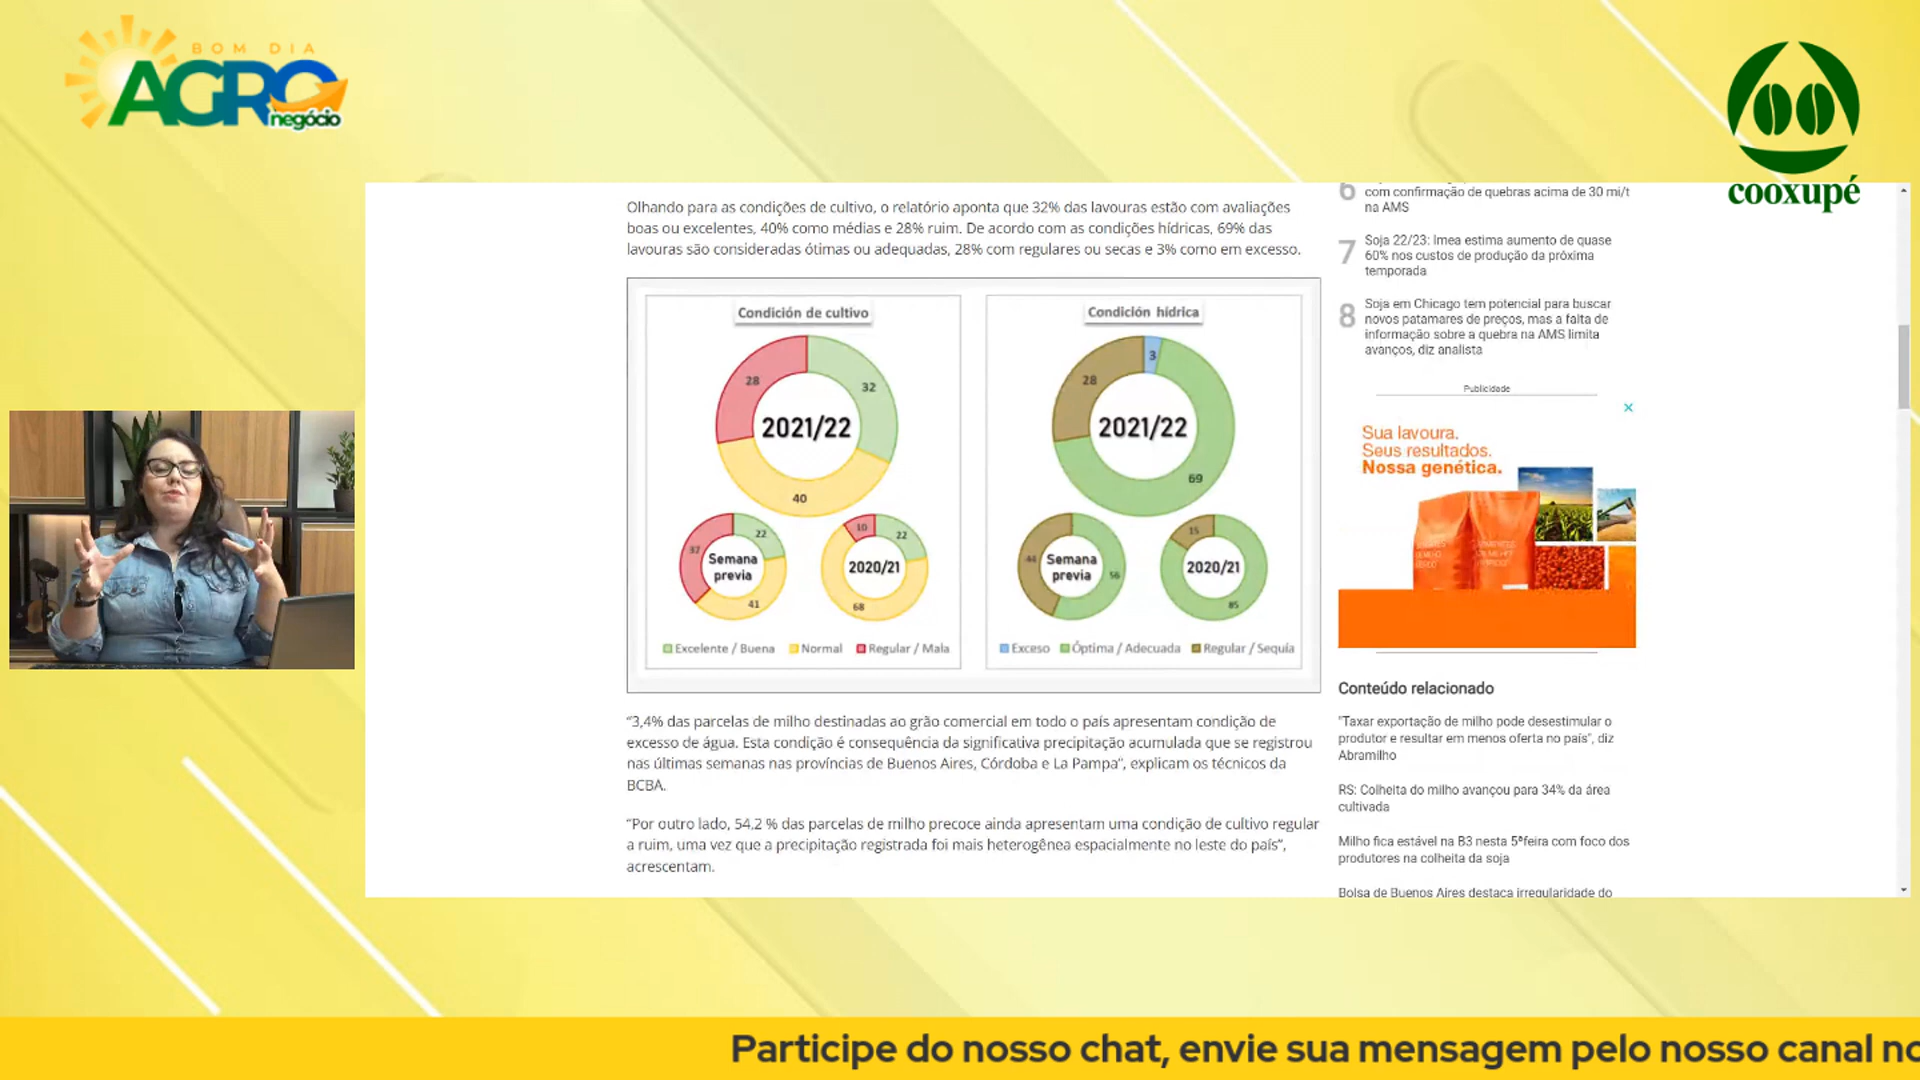 BOM DIA
AGRO
negócio
cooxupé
Olhando para as condições de cultivo, o relatório aponta que 32% das lavouras estão com avaliações
boas ou excelentes, 40% como médias e 28% ruim. De acordo com as condições hídricas, 69% das
lavouras são consideradas ótimas ou adequadas, 28% com regulares ou secas e 3% como em excesso.
Condición de cultivo
28
32
2021/22
40
37
22
Semana
previa
41
10
22
2020/21
68
Excelente / Buena
Normal
Regular / Mala
Condición hídrica
3
28
2021/22
69
44
Semana
previa
56
15
2020/21
85
Exceso
Óptima / Adecuada
Regular / Sequía
“3,4% das parcelas de milho destinadas ao grão comercial em todo o país apresentam condição de
excesso de água. Esta condição é consequência da significativa precipitação acumulada que se registrou
nas últimas semanas nas províncias de Buenos Aires, Córdoba e La Pampa”, explicam os técnicos da
BCBA.
“Por outro lado, 54,2 % das parcelas de milho precoce ainda apresentam uma condição de cultivo regular
a ruim, uma vez que a precipitação registrada foi mais heterogênea espacialmente no leste do país”,
acrescentam.
6
com confirmação de quebras acima de 30 mi/t
na AMS
7
Soja 22/23: Imea estima aumento de quase
60% nos custos de produção da próxima
temporada
8
Soja em Chicago tem potencial para buscar
novos patamares de preços, mas a falta de
informação sobre a quebra na AMS limita
avanços, diz analista
Publicidade
Sua lavoura.
Seus resultados.
Nossa genética.
Conteúdo relacionado
"Taxar exportação de milho pode desestimular o
produtor e resultar em menos oferta no país", diz
Abramilho
RS: Colheita do milho avançou para 34% da área
cultivada
Milho fica estável na B3 nesta 5ªfeira com foco dos
produtores na colheita da soja
Bolsa de Buenos Aires destaca irregularidade do
Participe do nosso chat, envie sua mensagem pelo nosso canal no